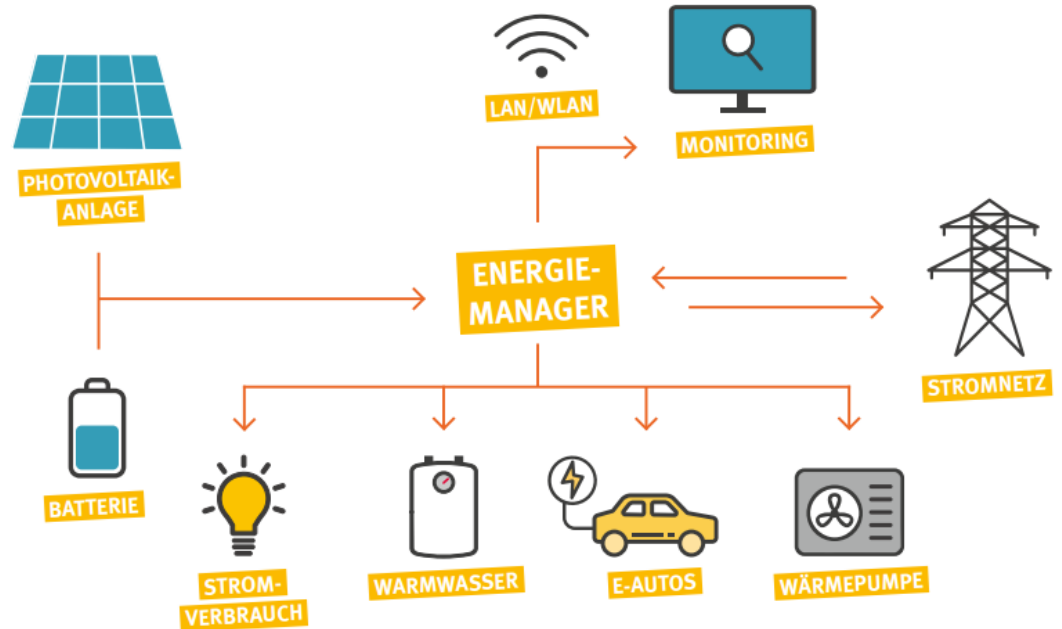 LAN/WLAN
MONITORING
PHOTOVOLTAIK-
ANLAGE
ENERGIE-
MANAGER
STROMNETZ
BATTERIE
STROM-
VERBRAUCH
WARMWASSER
E-AUTOS
WÄRMEPUMPE